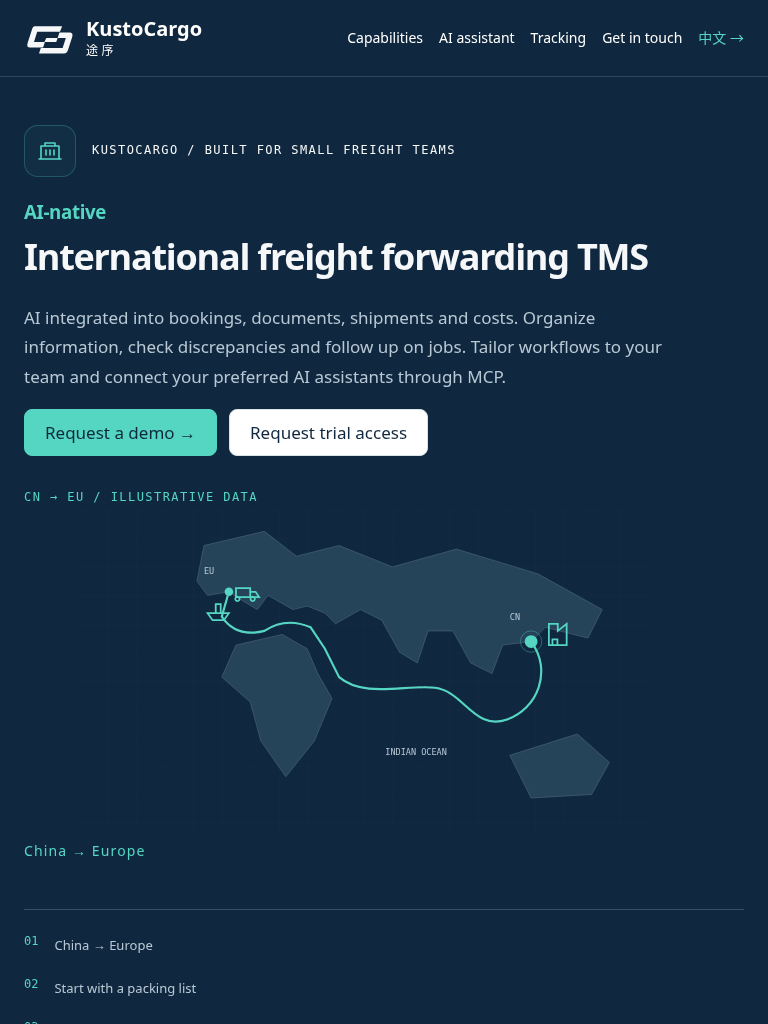 KustoCargo
途序
Capabilities
AI assistant
Tracking
Get in touch
中文 →
KUSTOCARGO / BUILT FOR SMALL FREIGHT TEAMS
AI-native
International freight forwarding TMS
AI integrated into bookings, documents, shipments and costs. Organize
information, check discrepancies and follow up on jobs. Tailor workflows to your
team and connect your preferred AI assistants through MCP.
Request a demo →
Request trial access
CN → EU / ILLUSTRATIVE DATA
EU
CN
INDIAN OCEAN
China → Europe
01 China → Europe
02 Start with a packing list